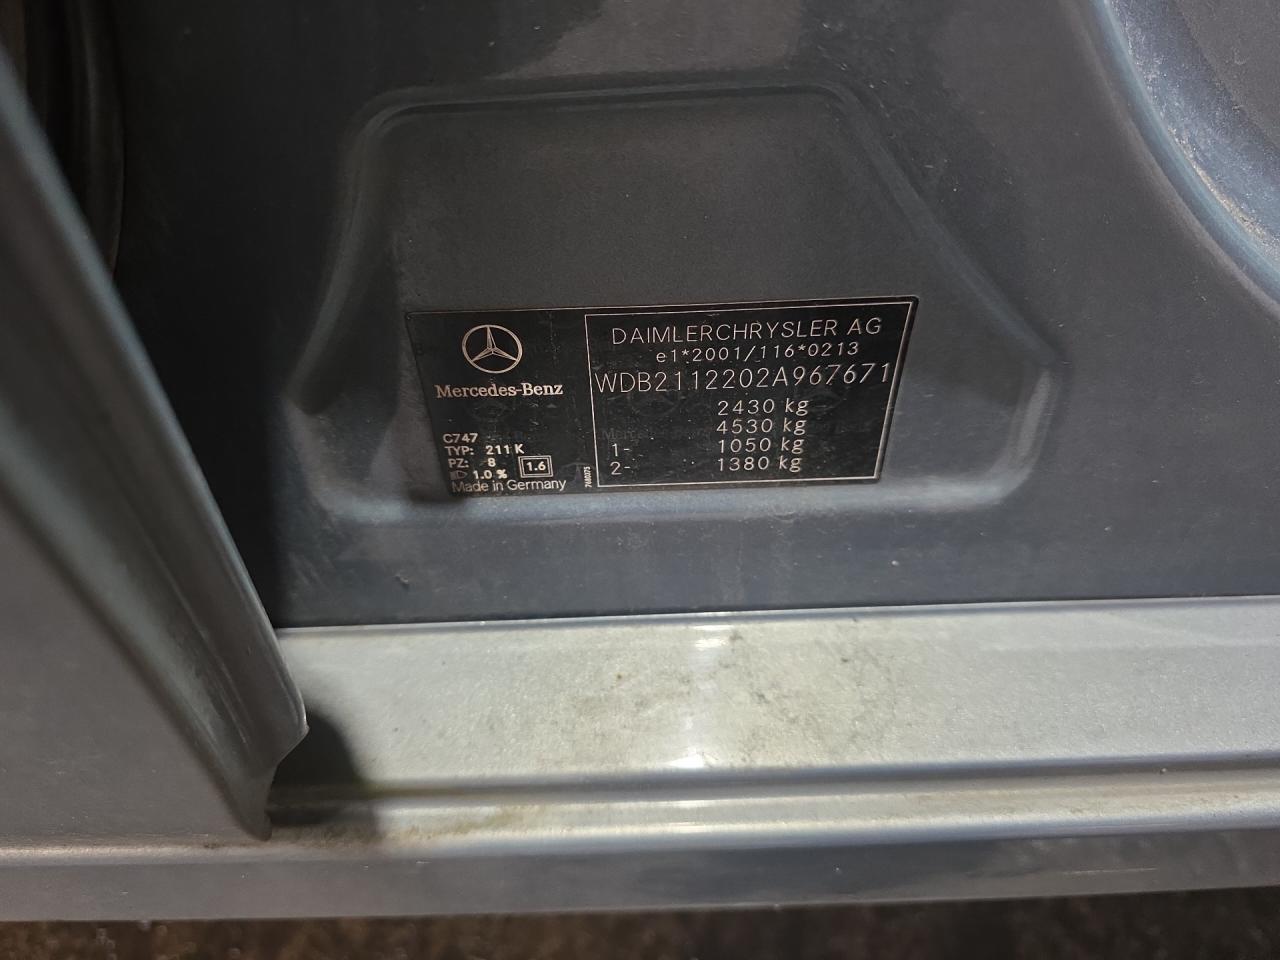 Mercedes-Benz
C747
TYP: 211 K
PZ: 8
1.0 % 1.6
Made in Germany
788075
DAIMLERCHRYSLER AG
e1*2001/116*0213
WDB2112202A967671
2430 kg
4530 kg
1- 1050 kg
2- 1380 kg